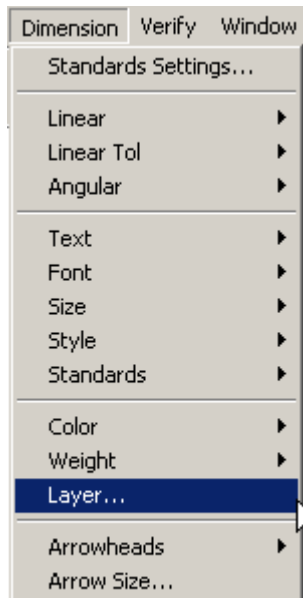 Dimension Verify Window
Standards Settings...
Linear
Linear Tol
Angular
Text
Font
Size
Style
Standards
Color
Weight
Layer...
Arrowheads
Arrow Size...